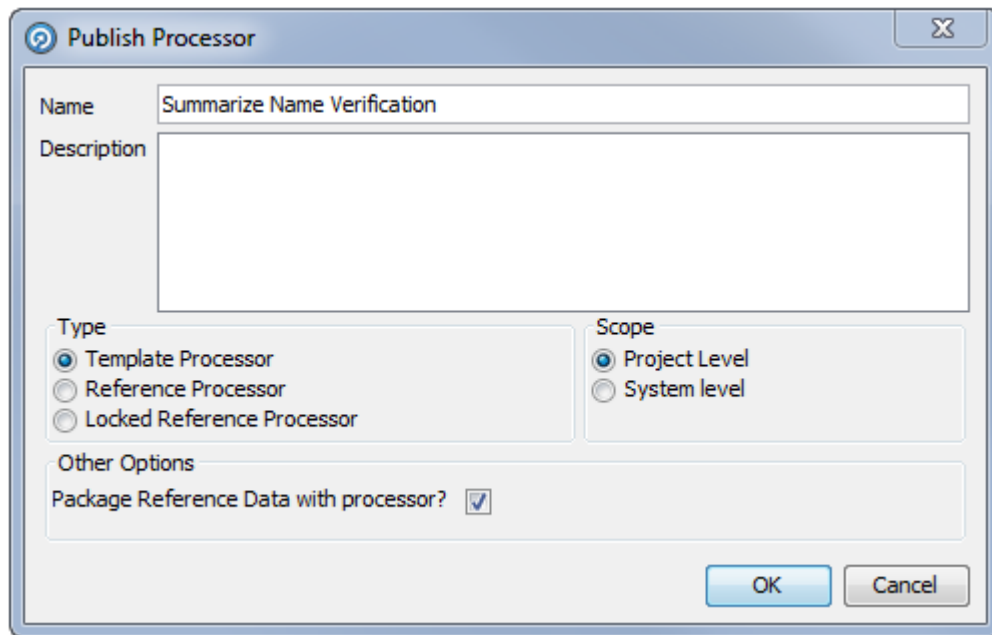 Publish Processor
Name
Summarize Name Verification
Description
Type
Template Processor
Reference Processor
Locked Reference Processor
Scope
Project Level
System level
Other Options
Package Reference Data with processor?
OK
Cancel